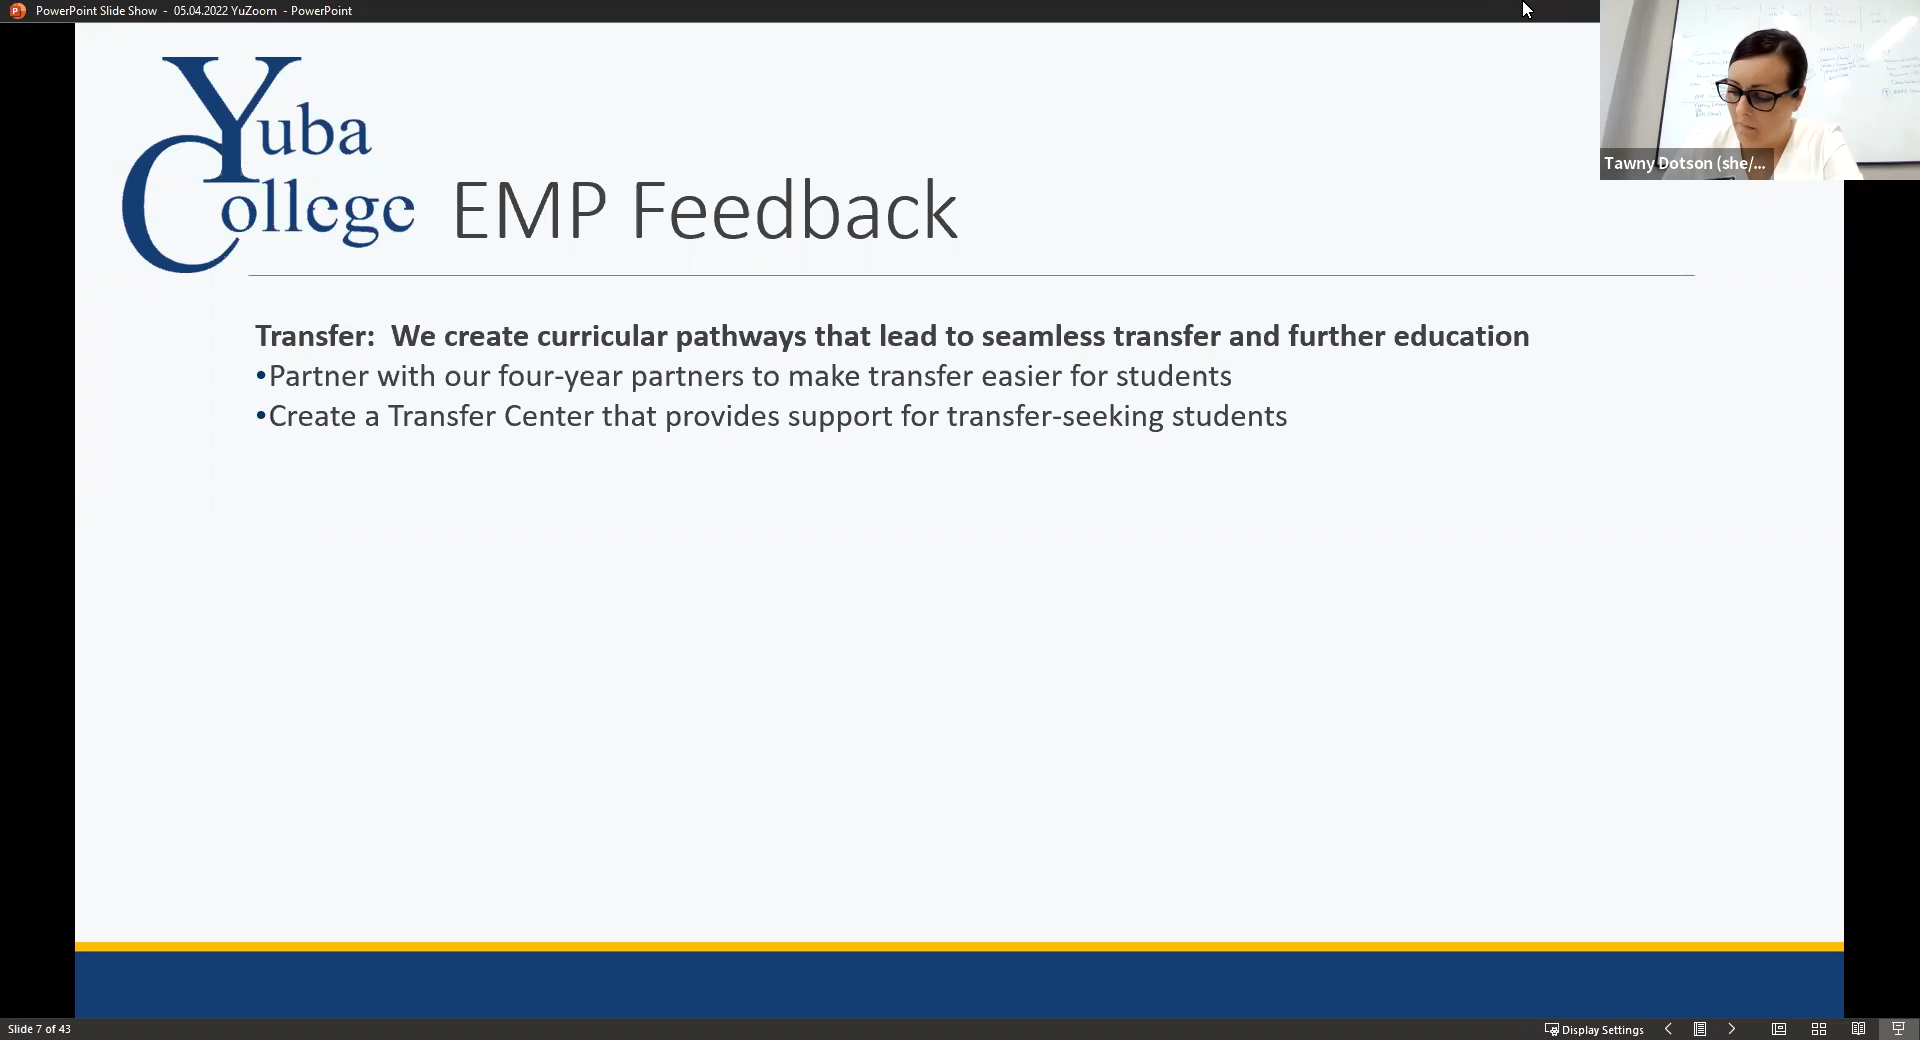 PowerPoint Slide Show - 05.04.2022 YuZoom - PowerPoint
Yuba
College
EMP Feedback
Tawny Dotson (she/...
Transfer: We create curricular pathways that lead to seamless transfer and further education
•Partner with our four-year partners to make transfer easier for students
•Create a Transfer Center that provides support for transfer-seeking students
Slide 7 of 43
Display Settings